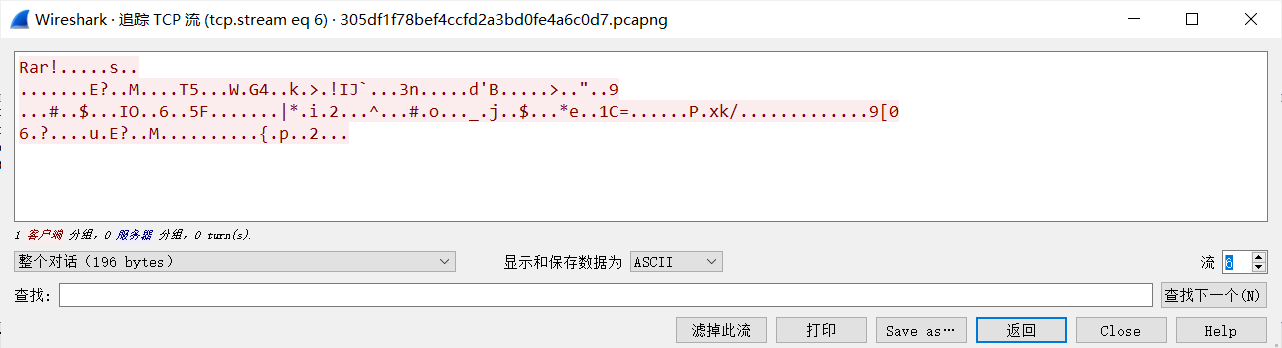 Wireshark · 追踪 TCP 流 (tcp.stream eq 6) · 305df1f78bef4ccfd2a3bd0fe4a6c0d7.pcapng
Rar!.....s..
.......E?..M....T5...W.G4..k.>.!IJ`...3n.....d'B.....>.."..9
...#..$...IO..6..5F.......|*.i.2...^...#.o..._.j..$...*e..1C=......P.xk/.............9[0
6.?....u.E?..M..........{.p..2...
1 客户端 分组，0 服务器 分组，0 turn(s).
整个对话（196 bytes） 显示和保存数据为 ASCII 流 6
查找: 查找下一个(N)
滤掉此流 打印 Save as… 返回 Close Help